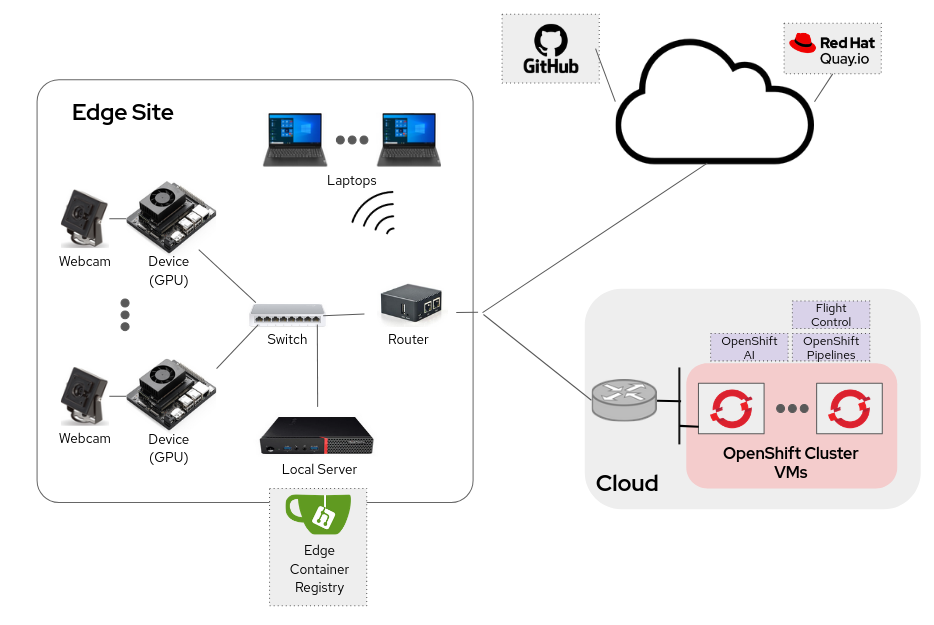 GitHub
Red Hat
Quay.io
Edge Site
Laptops
Webcam
Device
(GPU)
Switch
Router
Webcam
Device
(GPU)
Local Server
Edge
Container
Registry
Flight
Control
OpenShift
AI
OpenShift
Pipelines
OpenShift Cluster
VMs
Cloud